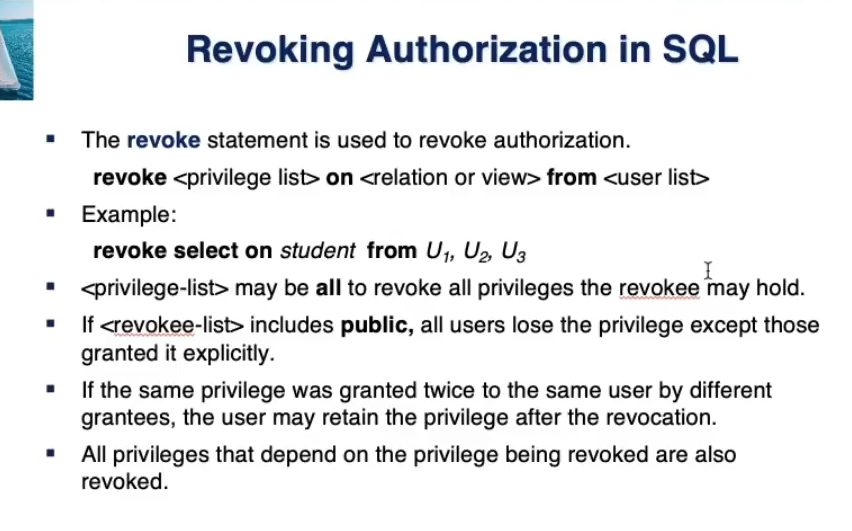 Revoking Authorization in SQL
▪ The revoke statement is used to revoke authorization.
revoke <privilege list> on <relation or view> from <user list>
▪ Example:
revoke select on student from U1, U2, U3
▪ <privilege-list> may be all to revoke all privileges the revokee may hold.
▪ If <revokee-list> includes public, all users lose the privilege except those
granted it explicitly.
▪ If the same privilege was granted twice to the same user by different
grantees, the user may retain the privilege after the revocation.
▪ All privileges that depend on the privilege being revoked are also
revoked.